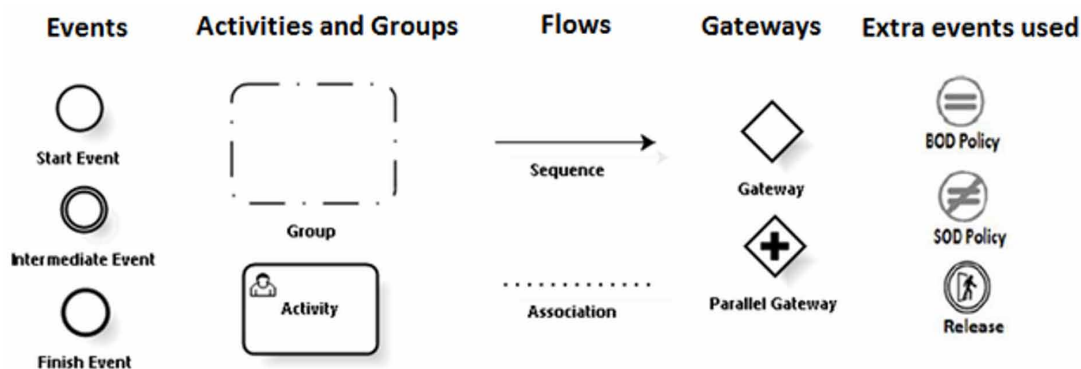 Events
Activities and Groups
Flows
Gateways
Extra events used
Start Event
Intermediate Event
Finish Event
Group
Activity
Sequence
Association
Gateway
Parallel Gateway
BOD Policy
SOD Policy
Release